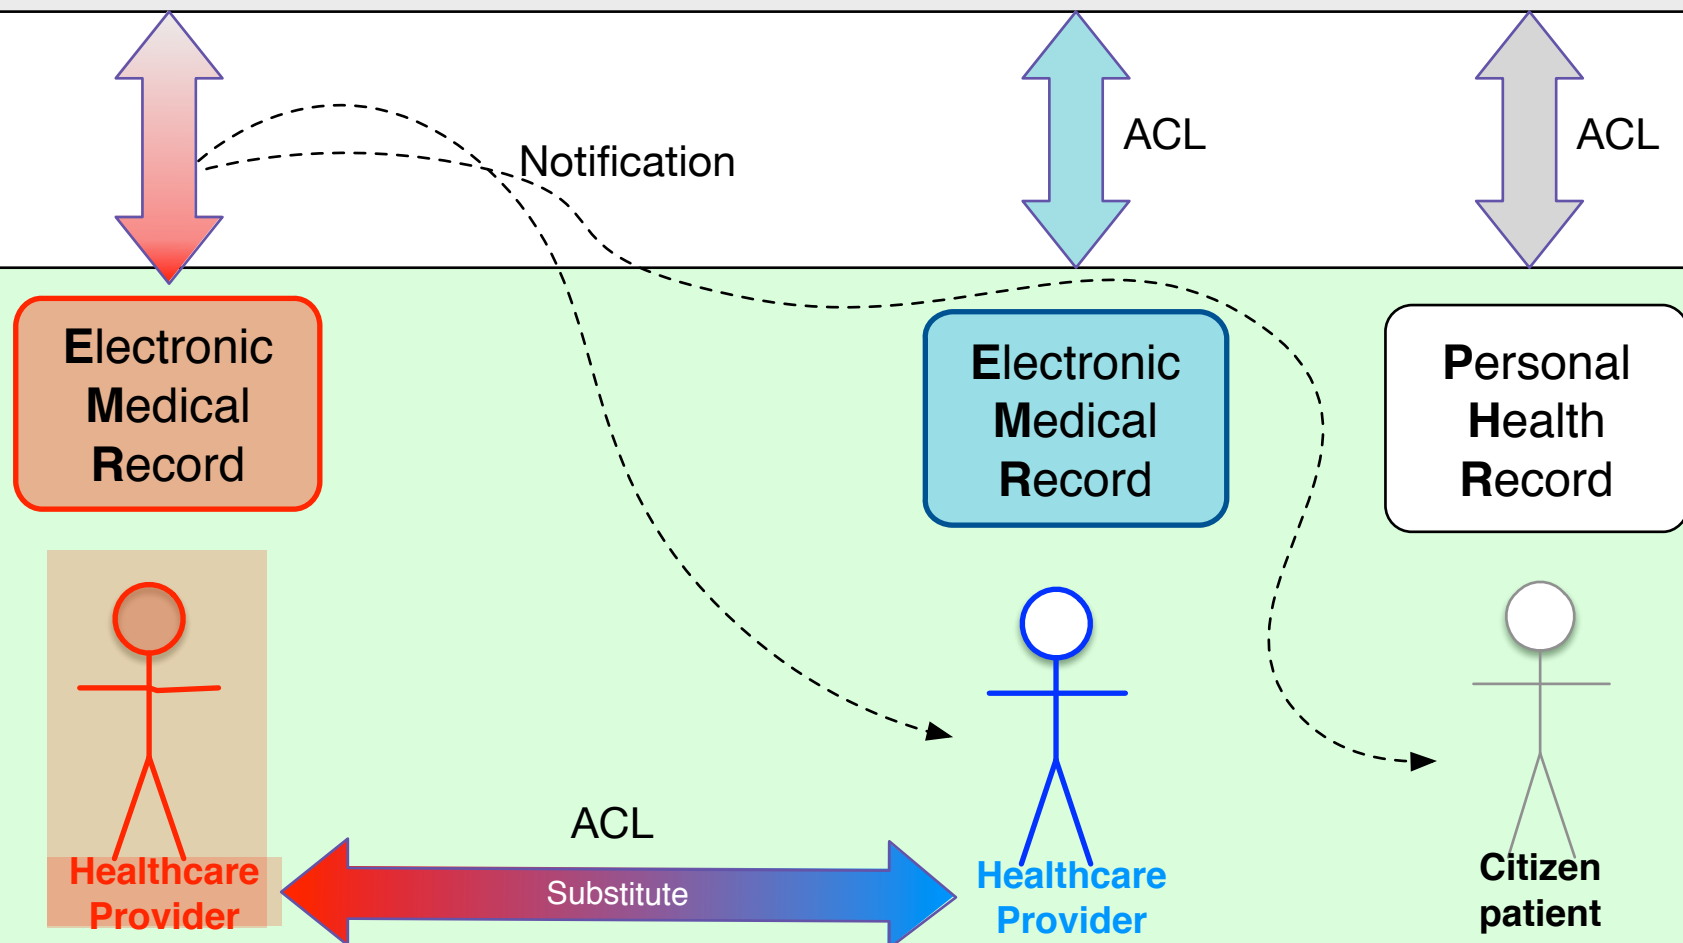 Notification
ACL
ACL
Electronic
Medical
Record
Electronic
Medical
Record
Personal
Health
Record
ACL
Substitute
Healthcare
Provider
Healthcare
Provider
Citizen
patient